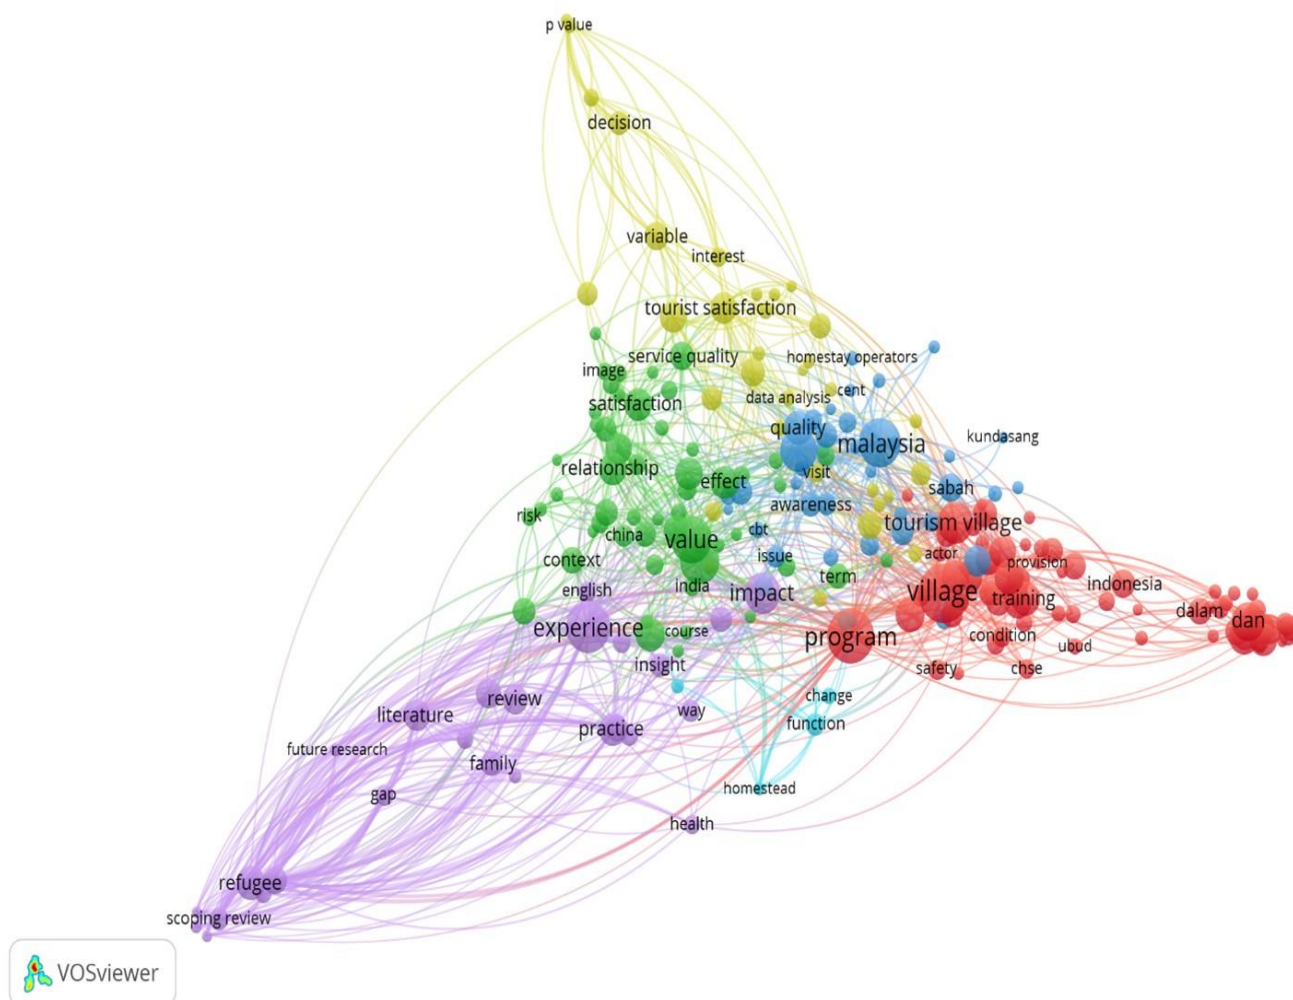 p value
decision
variable
interest
tourist satisfaction
service quality
homestay operators
image
data analysis
cent
satisfaction
quality
malaysia
kundasang
relationship
visit
effect
sabah
risk
awareness
tourism village
china
value
cbt
issue
actor
context
provision
english
india
term
impact
village
training
indonesia
experience
course
program
condition
ubud
dalam
dan
insight
safety
chse
review
literature
way
change
practice
function
future research
family
gap
homestead
health
refugee
scoping review
VOSviewer